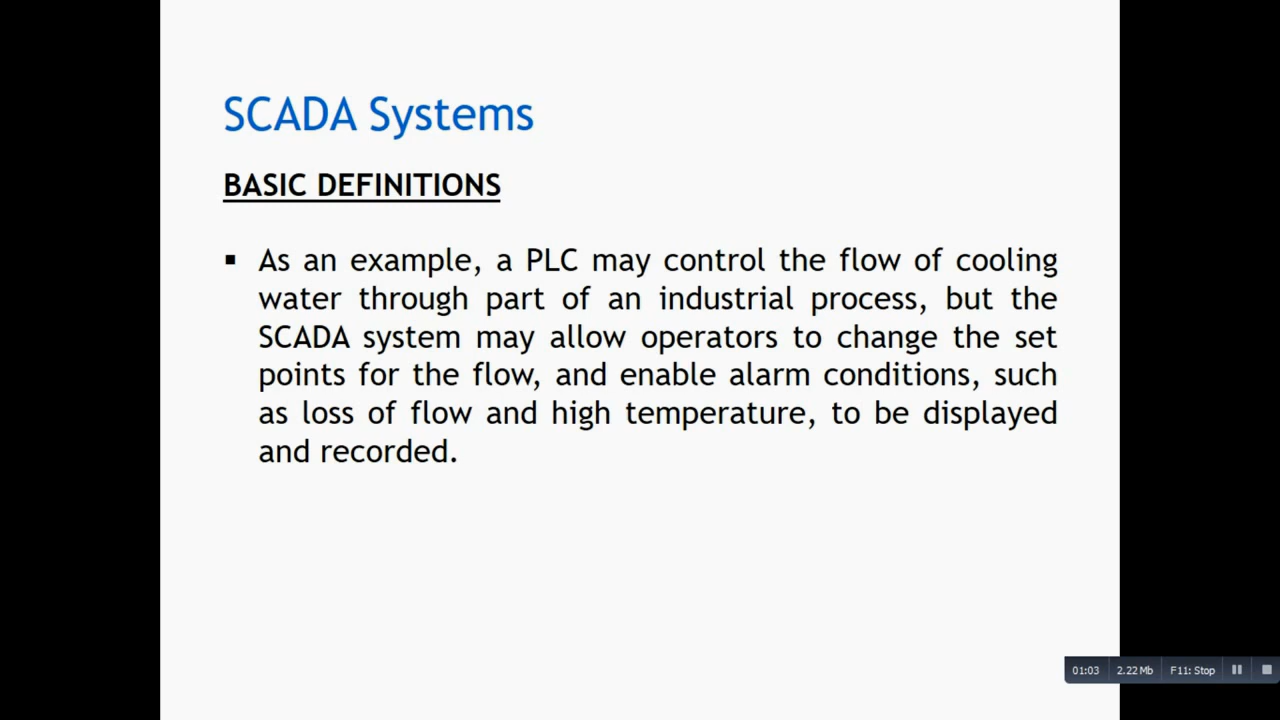 SCADA Systems
BASIC DEFINITIONS
▪ As an example, a PLC may control the flow of cooling
water through part of an industrial process, but the
SCADA system may allow operators to change the set
points for the flow, and enable alarm conditions, such
as loss of flow and high temperature, to be displayed
and recorded.
01:03 2.22 Mb F11: Stop